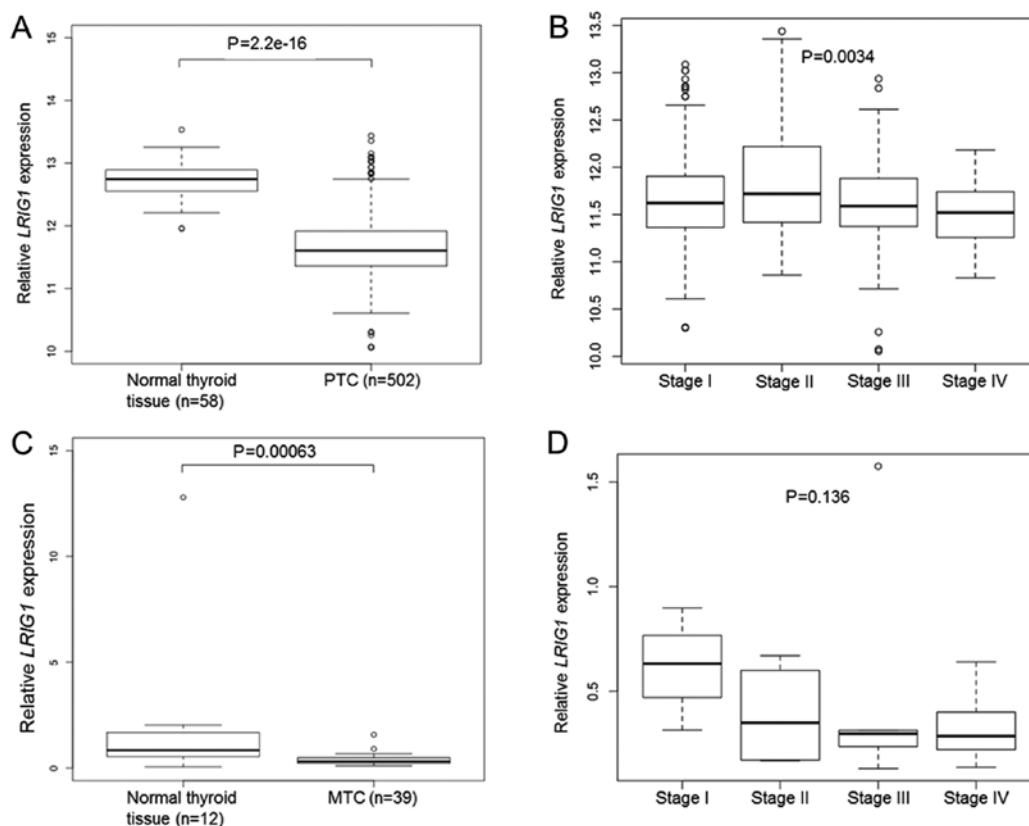 A
P=2.2e-16
Relative LRIG1 expression
15
14
13
12
11
10
Normal thyroid
tissue (n=58)
PTC (n=502)
B
P=0.0034
Relative LRIG1 expression
13.5
13.0
12.5
12.0
11.5
11.0
10.5
10.0
Stage I
Stage II
Stage III
Stage IV
C
P=0.00063
Relative LRIG1 expression
15
10
5
0
Normal thyroid
tissue (n=12)
MTC (n=39)
D
P=0.136
Relative LRIG1 expression
1.5
1.0
0.5
Stage I
Stage II
Stage III
Stage IV